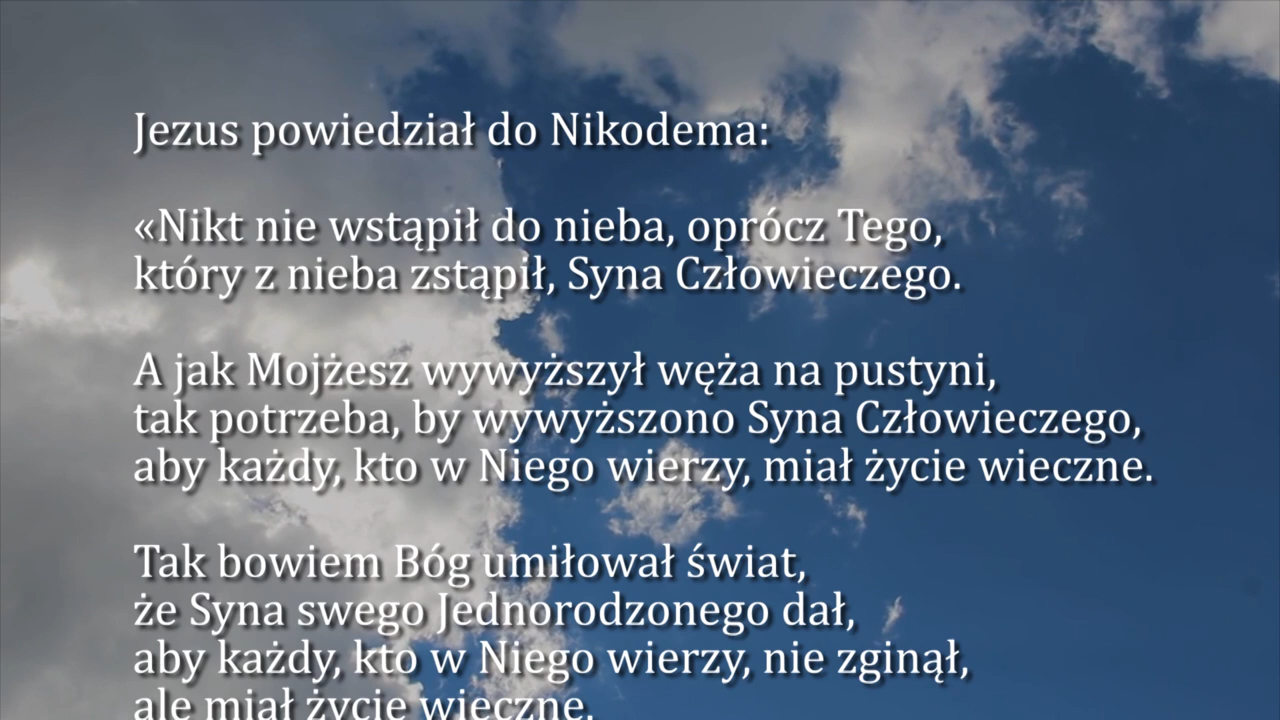 Jezus powiedział do Nikodema:
«Nikt nie wstąpił do nieba, oprócz Tego,
który z nieba zstąpił, Syna Człowieczego.
A jak Mojżesz wywyższył węża na pustyni,
tak potrzeba, by wywyższono Syna Człowieczego,
aby każdy, kto w Niego wierzy, miał życie wieczne.
Tak bowiem Bóg umiłował świat,
że Syna swego Jednorodzonego dał,
aby każdy, kto w Niego wierzy, nie zginął,
ale miał życie wieczne.